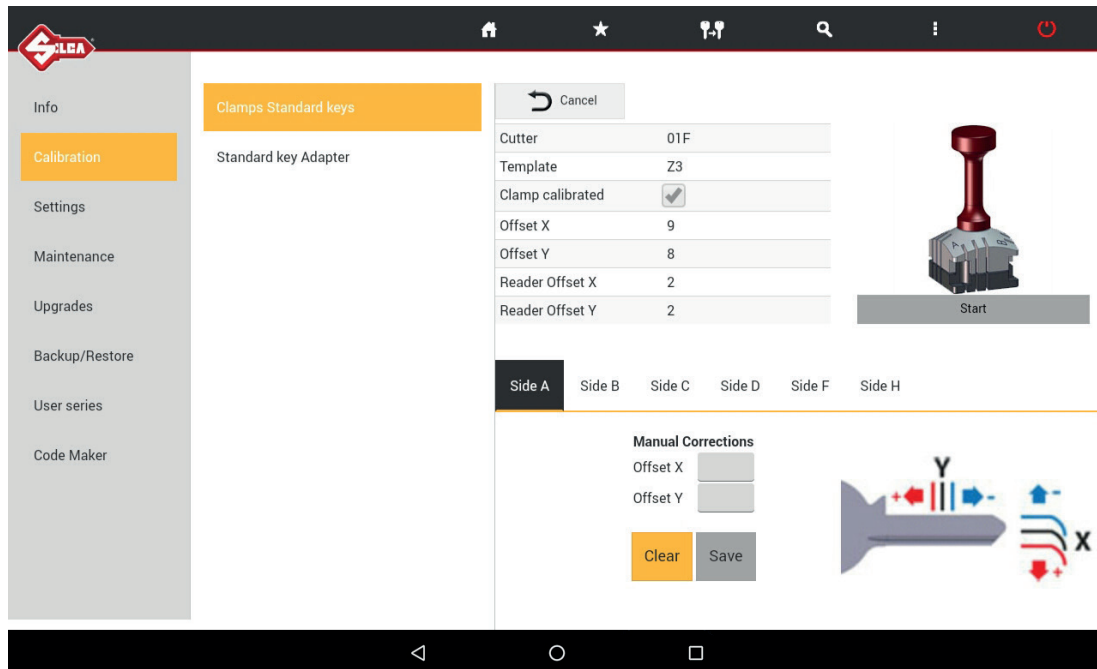 SILCA
Info
Calibration
Settings
Maintenance
Upgrades
Backup/Restore
User series
Code Maker
Clamps Standard keys
Standard key Adapter
Cancel
Cutter 01F
Template Z3
Clamp calibrated
Offset X 9
Offset Y 8
Reader Offset X 2
Reader Offset Y 2
A B
Start
Side A Side B Side C Side D Side F Side H
Manual Corrections
Offset X
Offset Y
Clear Save
Y
+ -
-
X
+